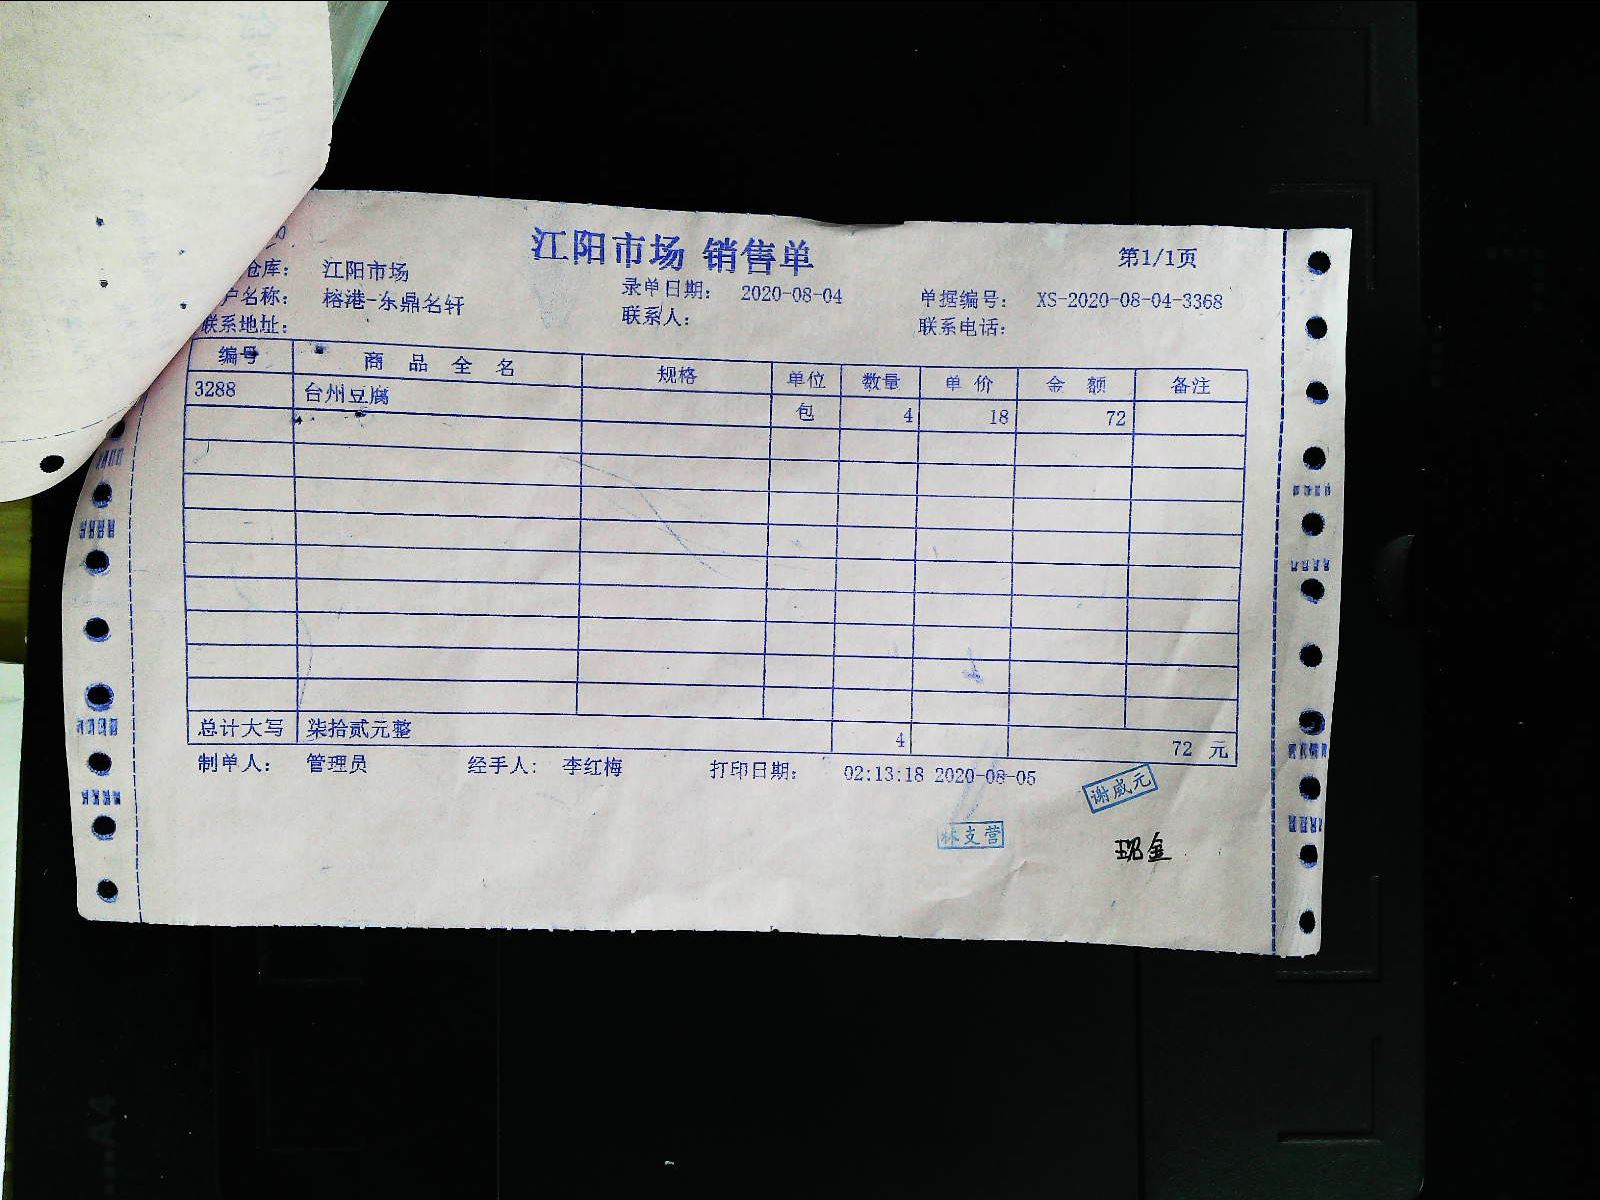 江阳市场 销售单
第1/1页
仓库： 江阳市场
户名称： 榕港-东鼎名轩 录单日期： 2020-08-04 单据编号： XS-2020-08-04-3368
联系地址： 联系人： 联系电话：
编号 商品全名 规格 单位 数量 单价 金额 备注
3288 台州豆腐 包 4 18 72
总计大写 柒拾贰元整 4 72 元
制单人： 管理员 经手人： 李红梅 打印日期： 02:13:18 2020-08-05
谢威元
林支营
现金